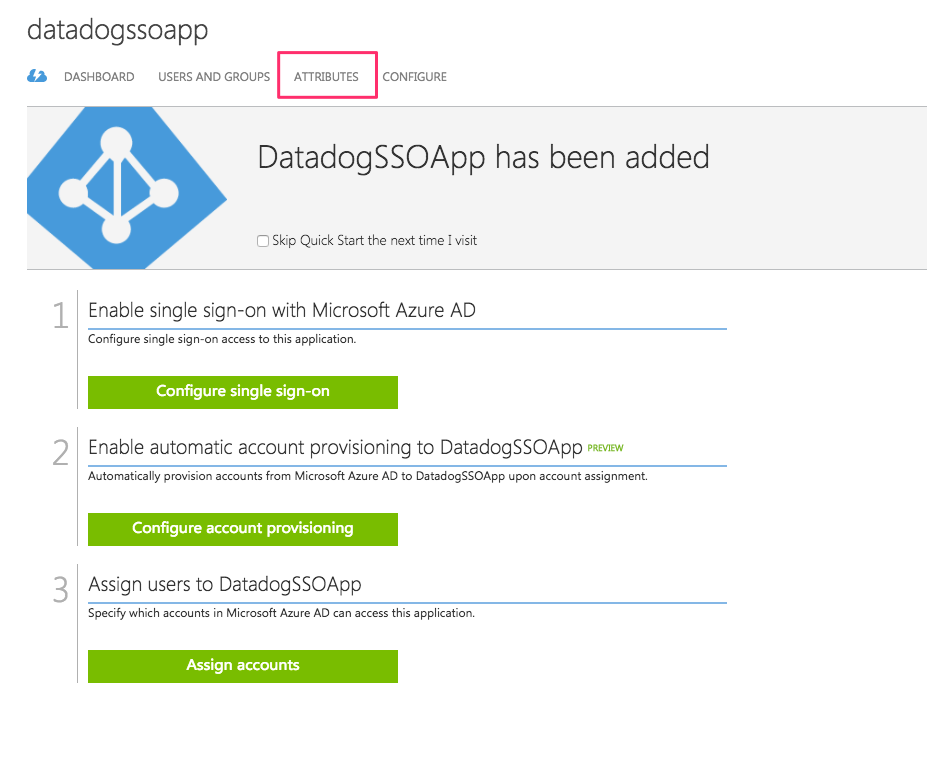 datadogssoapp
DASHBOARD USERS AND GROUPS ATTRIBUTES CONFIGURE
DatadogSSOApp has been added
Skip Quick Start the next time I visit
1 Enable single sign-on with Microsoft Azure AD
Configure single sign-on access to this application.
Configure single sign-on
2 Enable automatic account provisioning to DatadogSSOApp PREVIEW
Automatically provision accounts from Microsoft Azure AD to DatadogSSOApp upon account assignment.
Configure account provisioning
3 Assign users to DatadogSSOApp
Specify which accounts in Microsoft Azure AD can access this application.
Assign accounts